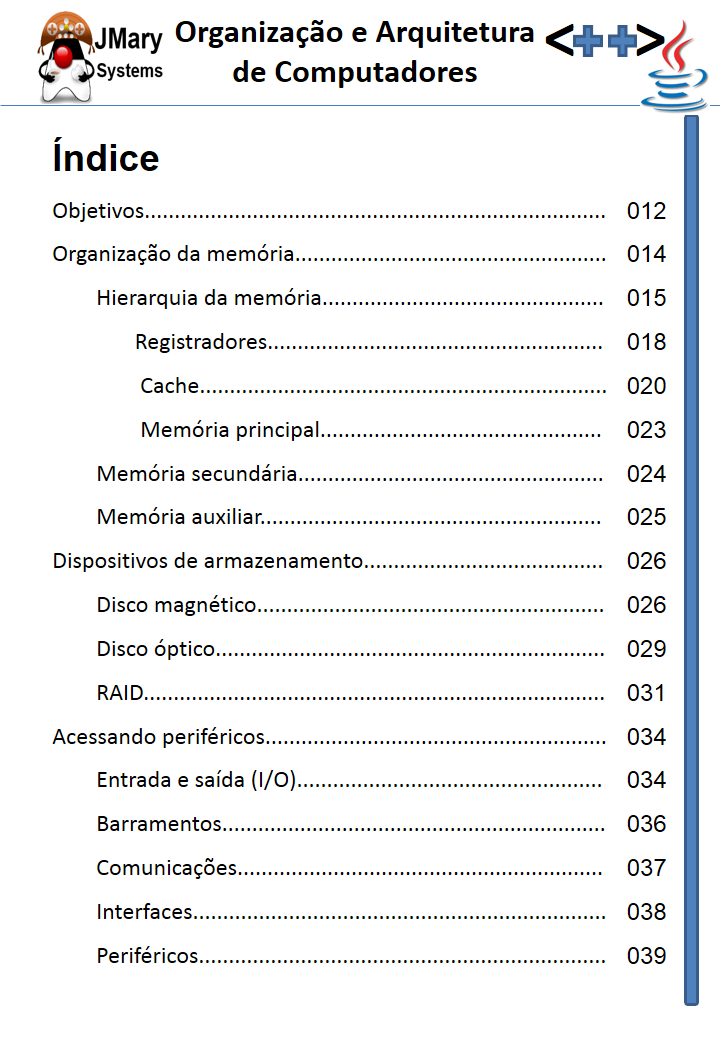 JMary
Systems
Organização e Arquitetura
de Computadores
<++>
Índice
Objetivos............................................................................. 012
Organização da memória.................................................... 014
Hierarquia da memória............................................... 015
Registradores........................................................ 018
Cache.................................................................... 020
Memória principal............................................... 023
Memória secundária................................................... 024
Memória auxiliar......................................................... 025
Dispositivos de armazenamento........................................ 026
Disco magnético.......................................................... 026
Disco óptico................................................................. 029
RAID............................................................................. 031
Acessando periféricos......................................................... 034
Entrada e saída (I/O)................................................... 034
Barramentos................................................................ 036
Comunicações............................................................. 037
Interfaces..................................................................... 038
Periféricos.................................................................... 039